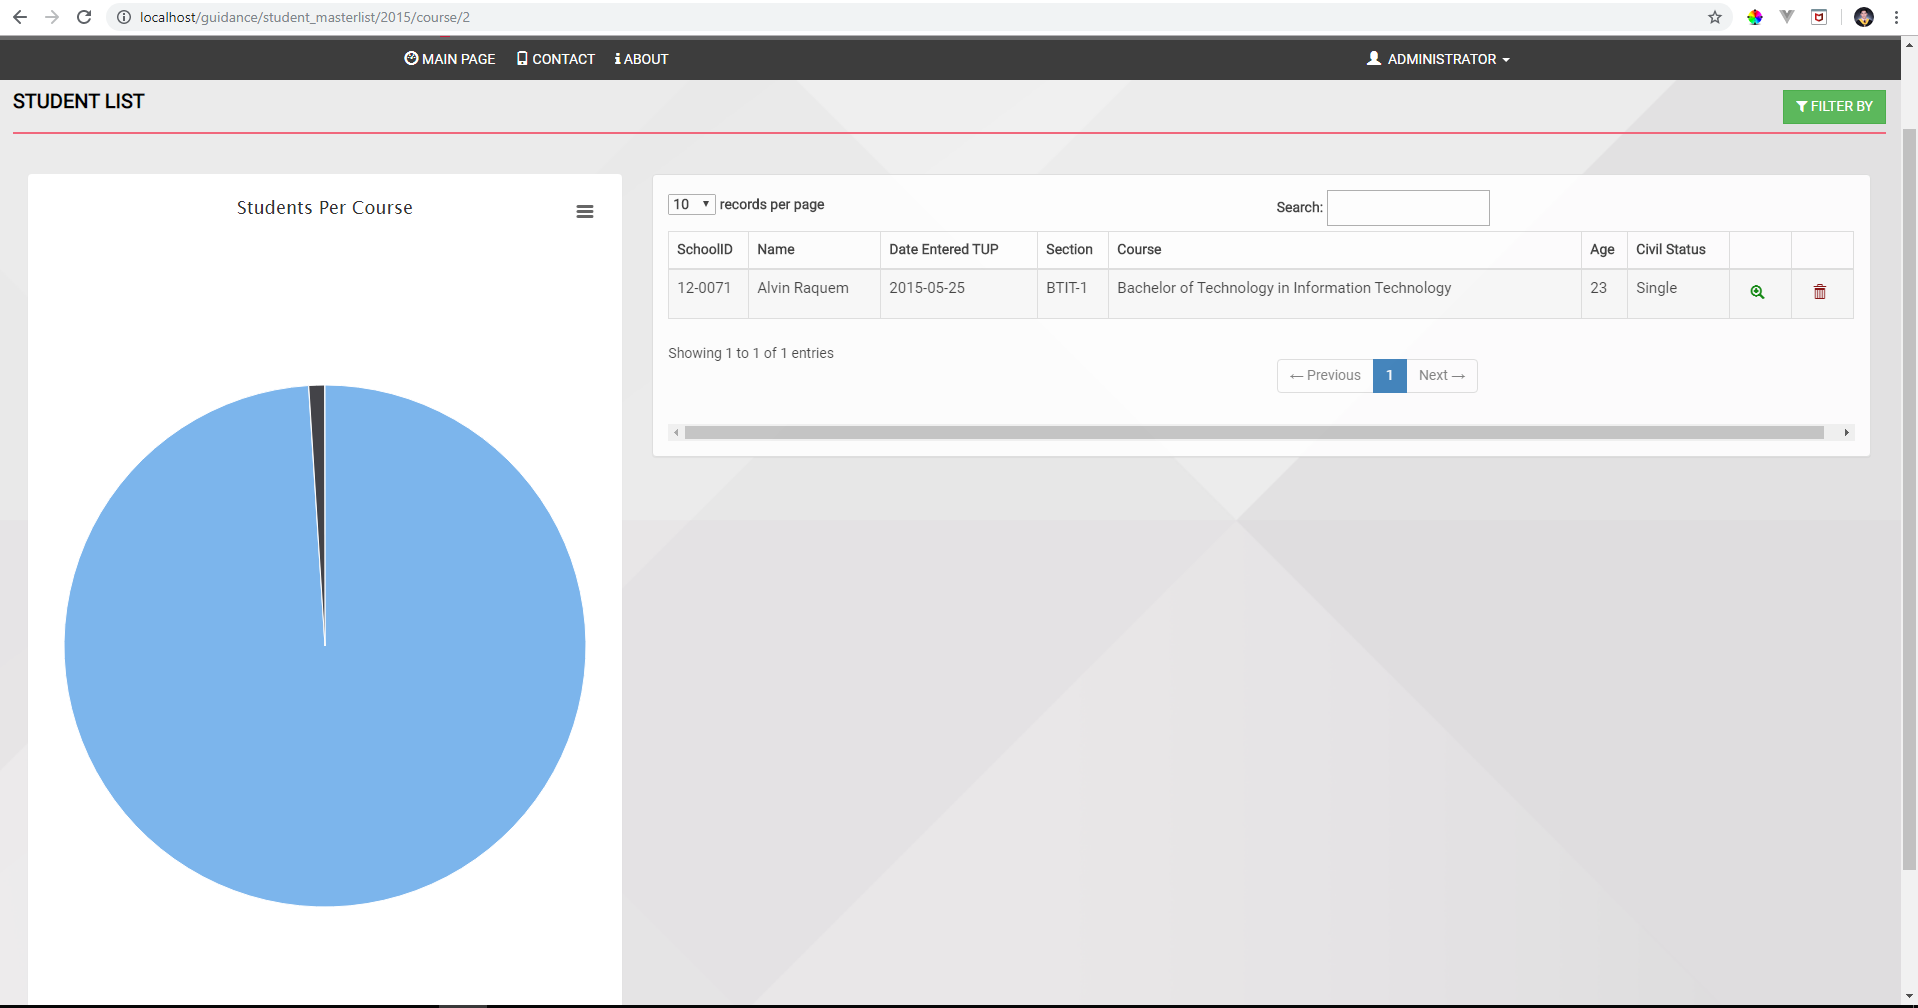 localhost/guidance/student_masterlist/2015/course/2
MAIN PAGE CONTACT ABOUT ADMINISTRATOR
STUDENT LIST
FILTER BY
Students Per Course
10 records per page Search:
SchoolID Name Date Entered TUP Section Course Age Civil Status
12-0071 Alvin Raquem 2015-05-25 BTIT-1 Bachelor of Technology in Information Technology 23 Single
Showing 1 to 1 of 1 entries
← Previous 1 Next →